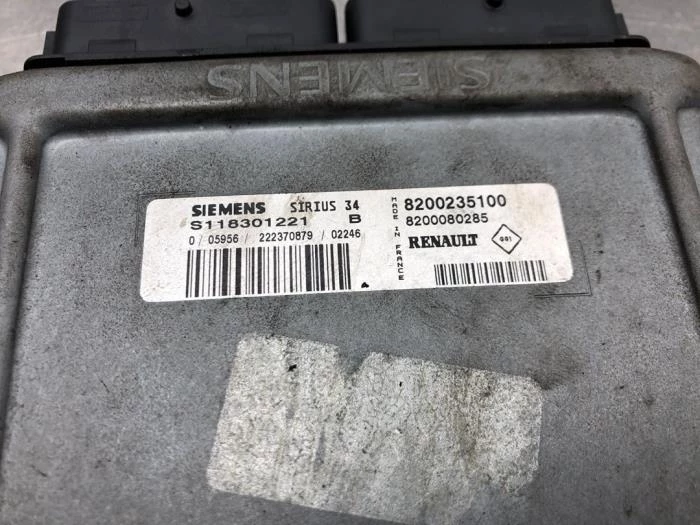 SIEMENS
SIEMENS SIRIUS 34
S118301221 B
0 / 05956 / 222370879 / 02246
MADE IN FRANCE
8200235100
8200080285
RENAULT